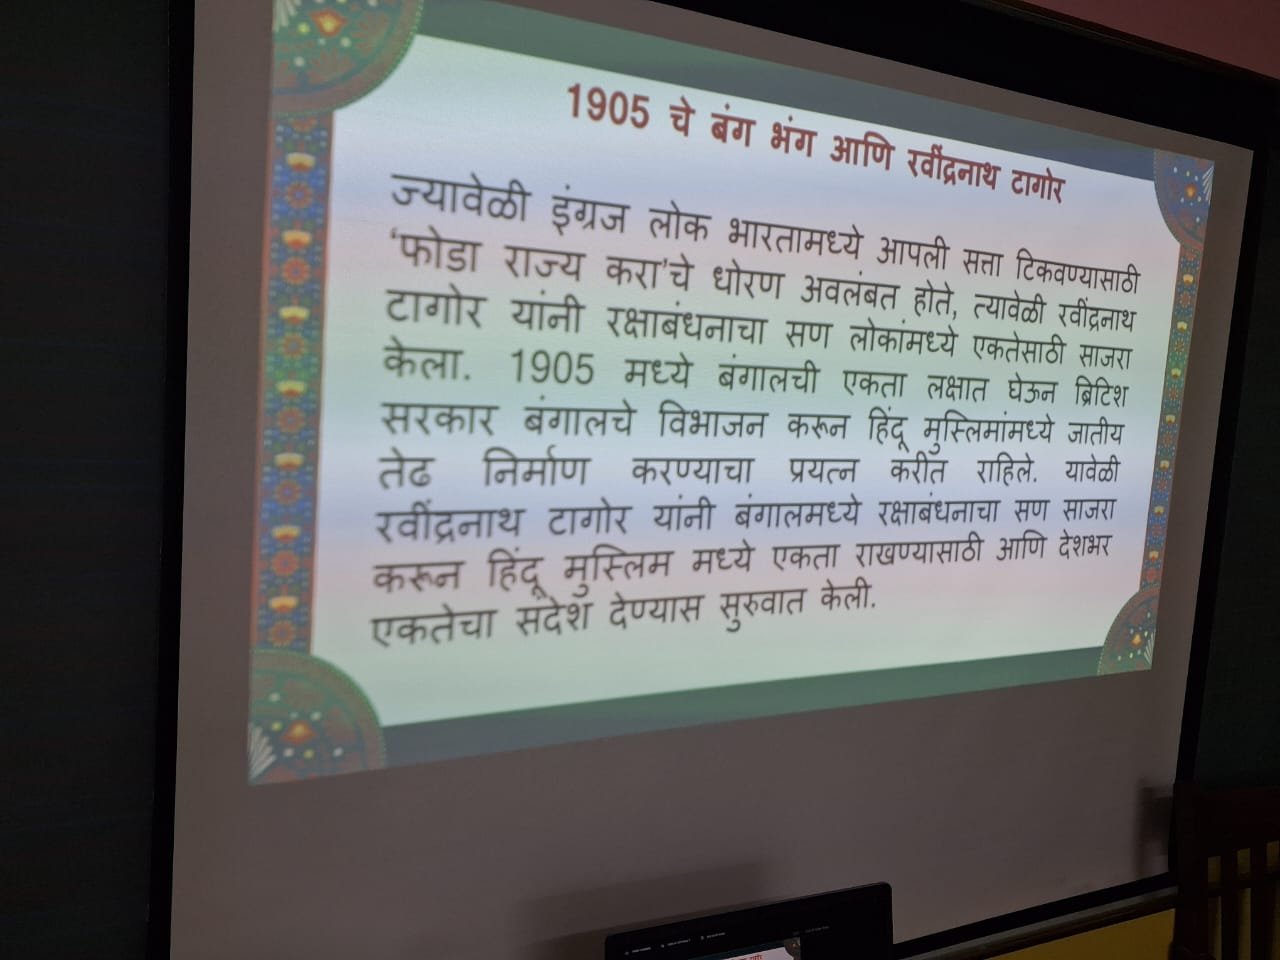 1905 चे बंग भंग आणि रवींद्रनाथ टागोर
ज्यावेळी इंग्रज लोक भारतामध्ये आपली सत्ता टिकवण्यासाठी
‘फोडा राज्य करा’चे धोरण अवलंबत होते, त्यावेळी रवींद्रनाथ
टागोर यांनी रक्षाबंधनाचा सण लोकांमध्ये एकतेसाठी साजरा
केला. 1905 मध्ये बंगालची एकता लक्षात घेऊन ब्रिटिश
सरकार बंगालचे विभाजन करून हिंदू मुस्लिमांमध्ये जातीय
तेढ निर्माण करण्याचा प्रयत्न करीत राहिले. यावेळी
रवींद्रनाथ टागोर यांनी बंगालमध्ये रक्षाबंधनाचा सण साजरा
करून हिंदू मुस्लिम मध्ये एकता राखण्यासाठी आणि देशभर
एकतेचा संदेश देण्यास सुरुवात केली.